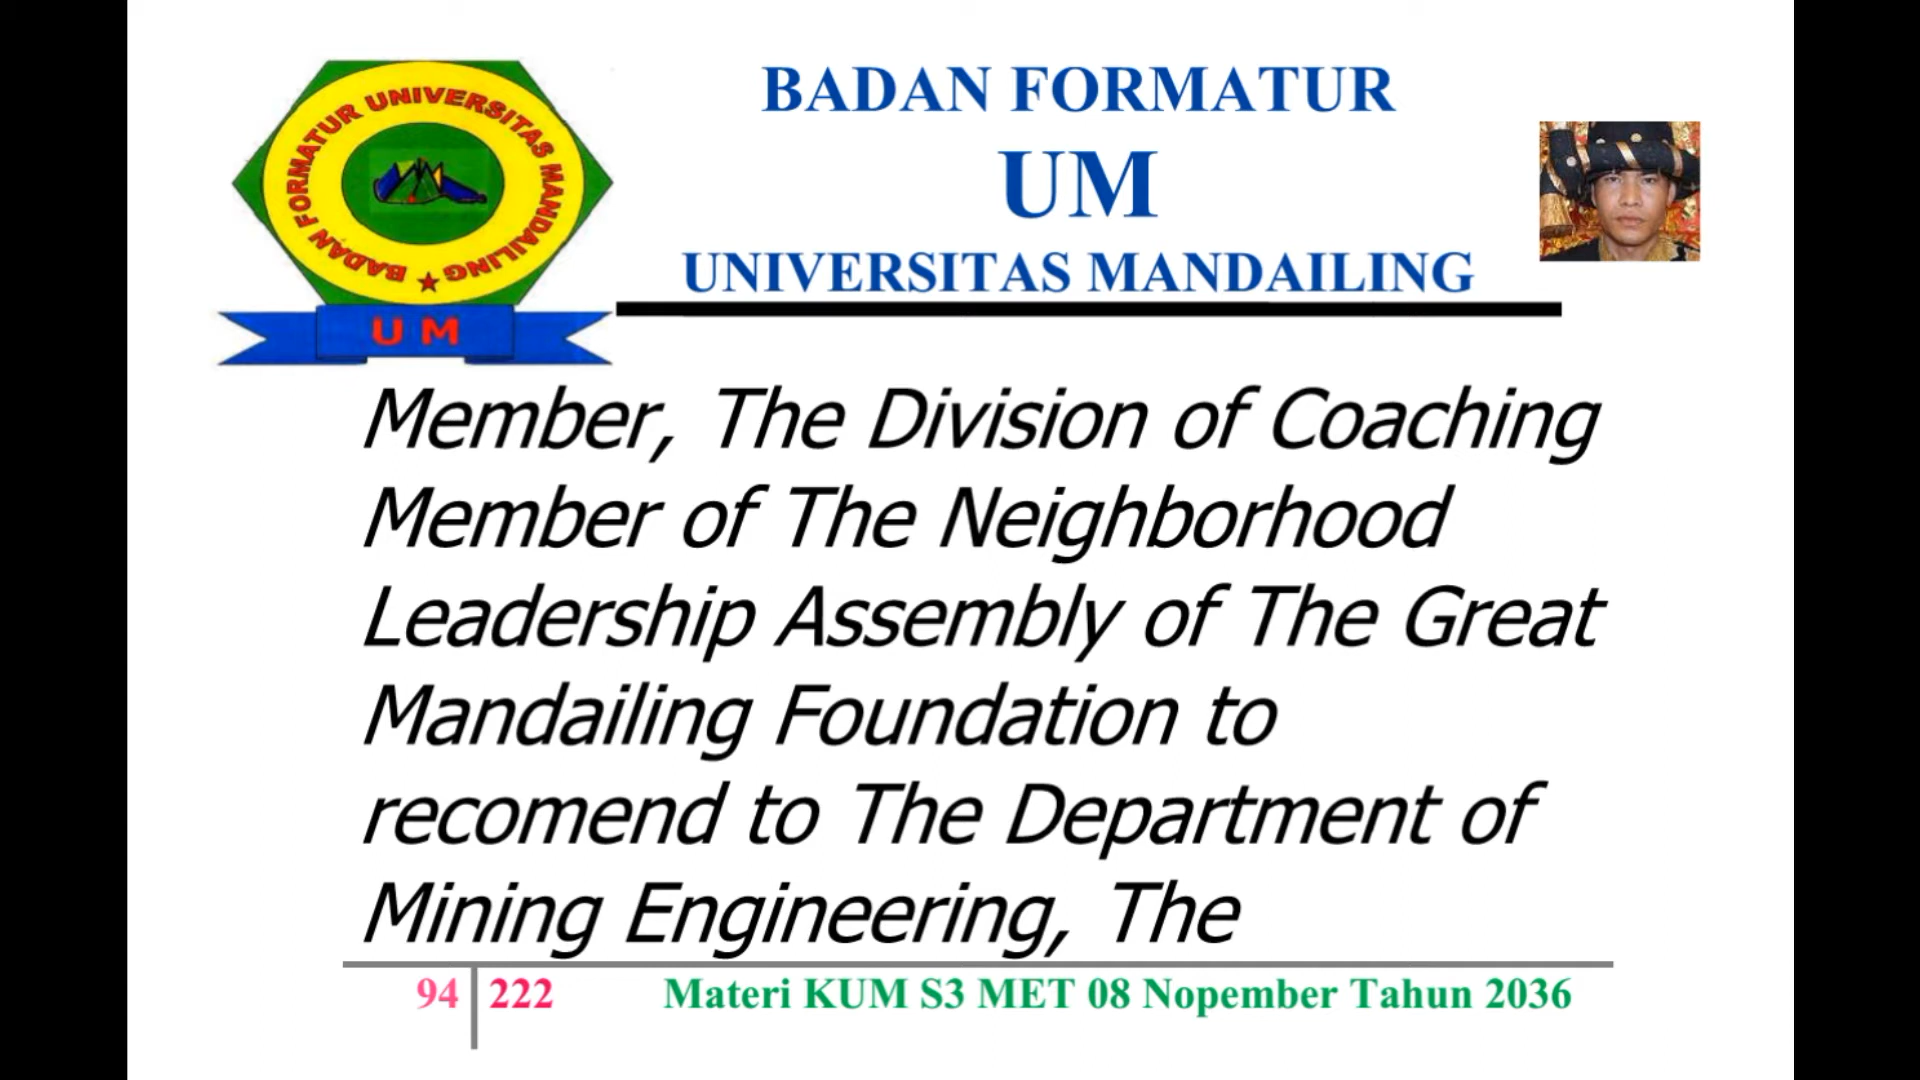 BADAN FORMATUR UNIVERSITAS MANDAILING
UM
BADAN FORMATUR
UM
UNIVERSITAS MANDAILING
Member, The Division of Coaching
Member of The Neighborhood
Leadership Assembly of The Great
Mandailing Foundation to
recomend to The Department of
Mining Engineering, The
94 222 Materi KUM S3 MET 08 Nopember Tahun 2036